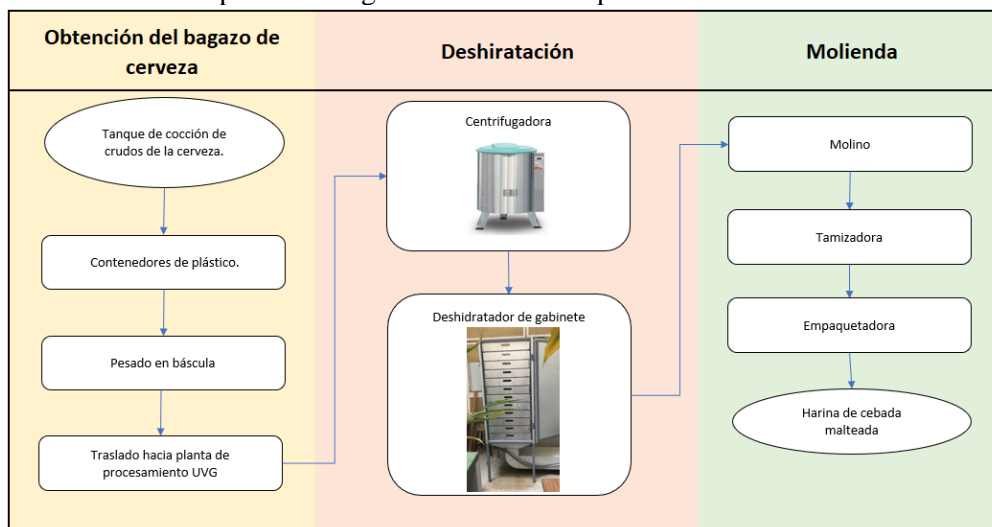 Obtención del bagazo de
cerveza
Deshiratación
Molienda
Tanque de cocción de
crudos de la cerveza.
Contenedores de plástico.
Pesado en báscula
Traslado hacia planta de
procesamiento UVG
Centrifugadora
Deshidratador de gabinete
Molino
Tamizadora
Empaquetadora
Harina de cebada
malteada